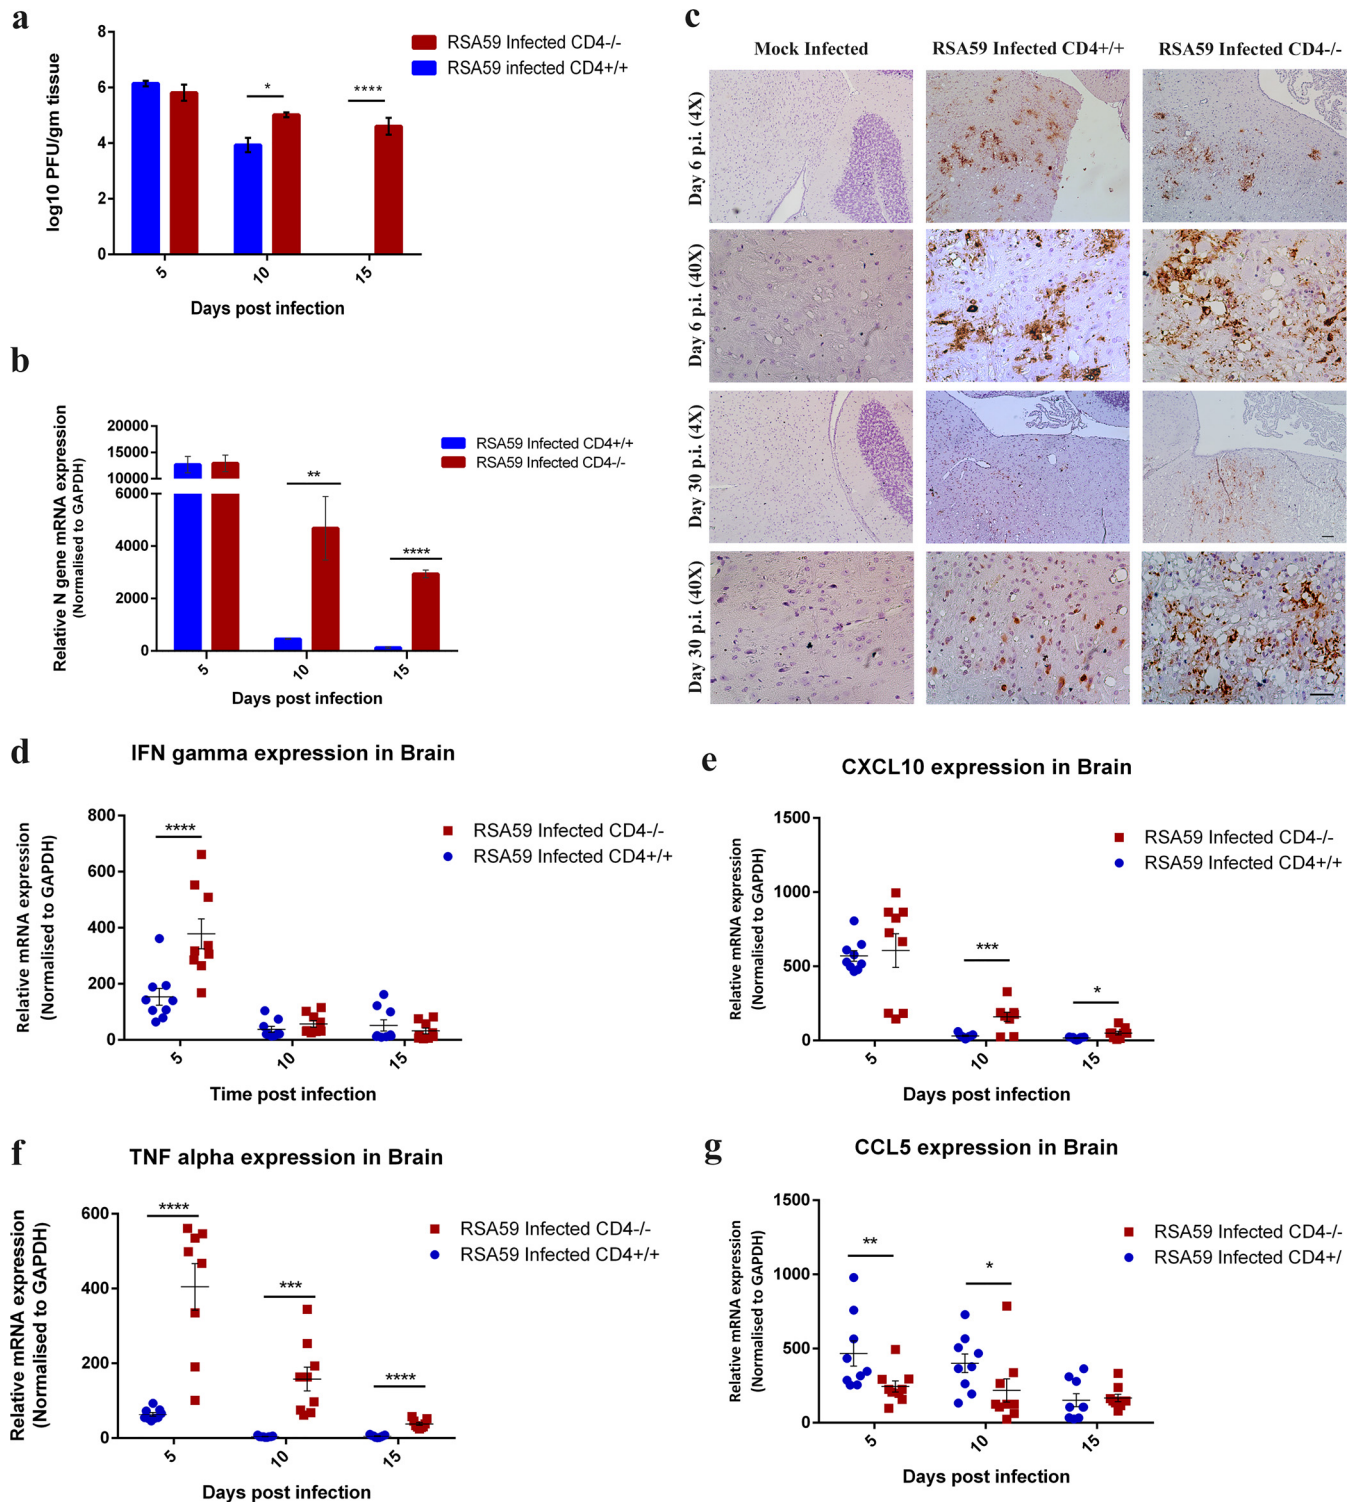 a
8
6
4
2
0
log10 PFU/gm tissue
*
****
5
10
15
Days post infection
RSA59 Infected CD4-/-
RSA59 infected CD4+/+
b
20000
15000
10000
6000
4000
2000
0
Relative N gene mRNA expression
(Normalised to GAPDH)
**
****
5
10
15
Days post infection
RSA59 Infected CD4+/+
RSA59 Infected CD4-/-
c
Mock Infected
RSA59 Infected CD4+/+
RSA59 Infected CD4-/-
Day 6 p.i. (4X)
Day 6 p.i. (40X)
Day 30 p.i. (4X)
Day 30 p.i. (40X)
d
IFN gamma expression in Brain
800
600
400
200
0
Relative mRNA expression
(Normalised to GAPDH)
****
5
10
15
Time post infection
RSA59 Infected CD4-/-
RSA59 Infected CD4+/+
e
CXCL10 expression in Brain
1500
1000
500
0
Relative mRNA expression
(Normalised to GAPDH)
***
*
5
10
15
Days post infection
RSA59 Infected CD4-/-
RSA59 Infected CD4+/+
f
TNF alpha expression in Brain
600
400
200
0
Relative mRNA expression
(Normalised to GAPDH)
****
***
****
5
10
15
Days post infection
RSA59 Infected CD4-/-
RSA59 Infected CD4+/+
g
CCL5 expression in Brain
1500
1000
500
0
Relative mRNA expression
(Normalised to GAPDH)
**
*
5
10
15
Days post infection
RSA59 Infected CD4-/-
RSA59 Infected CD4+/